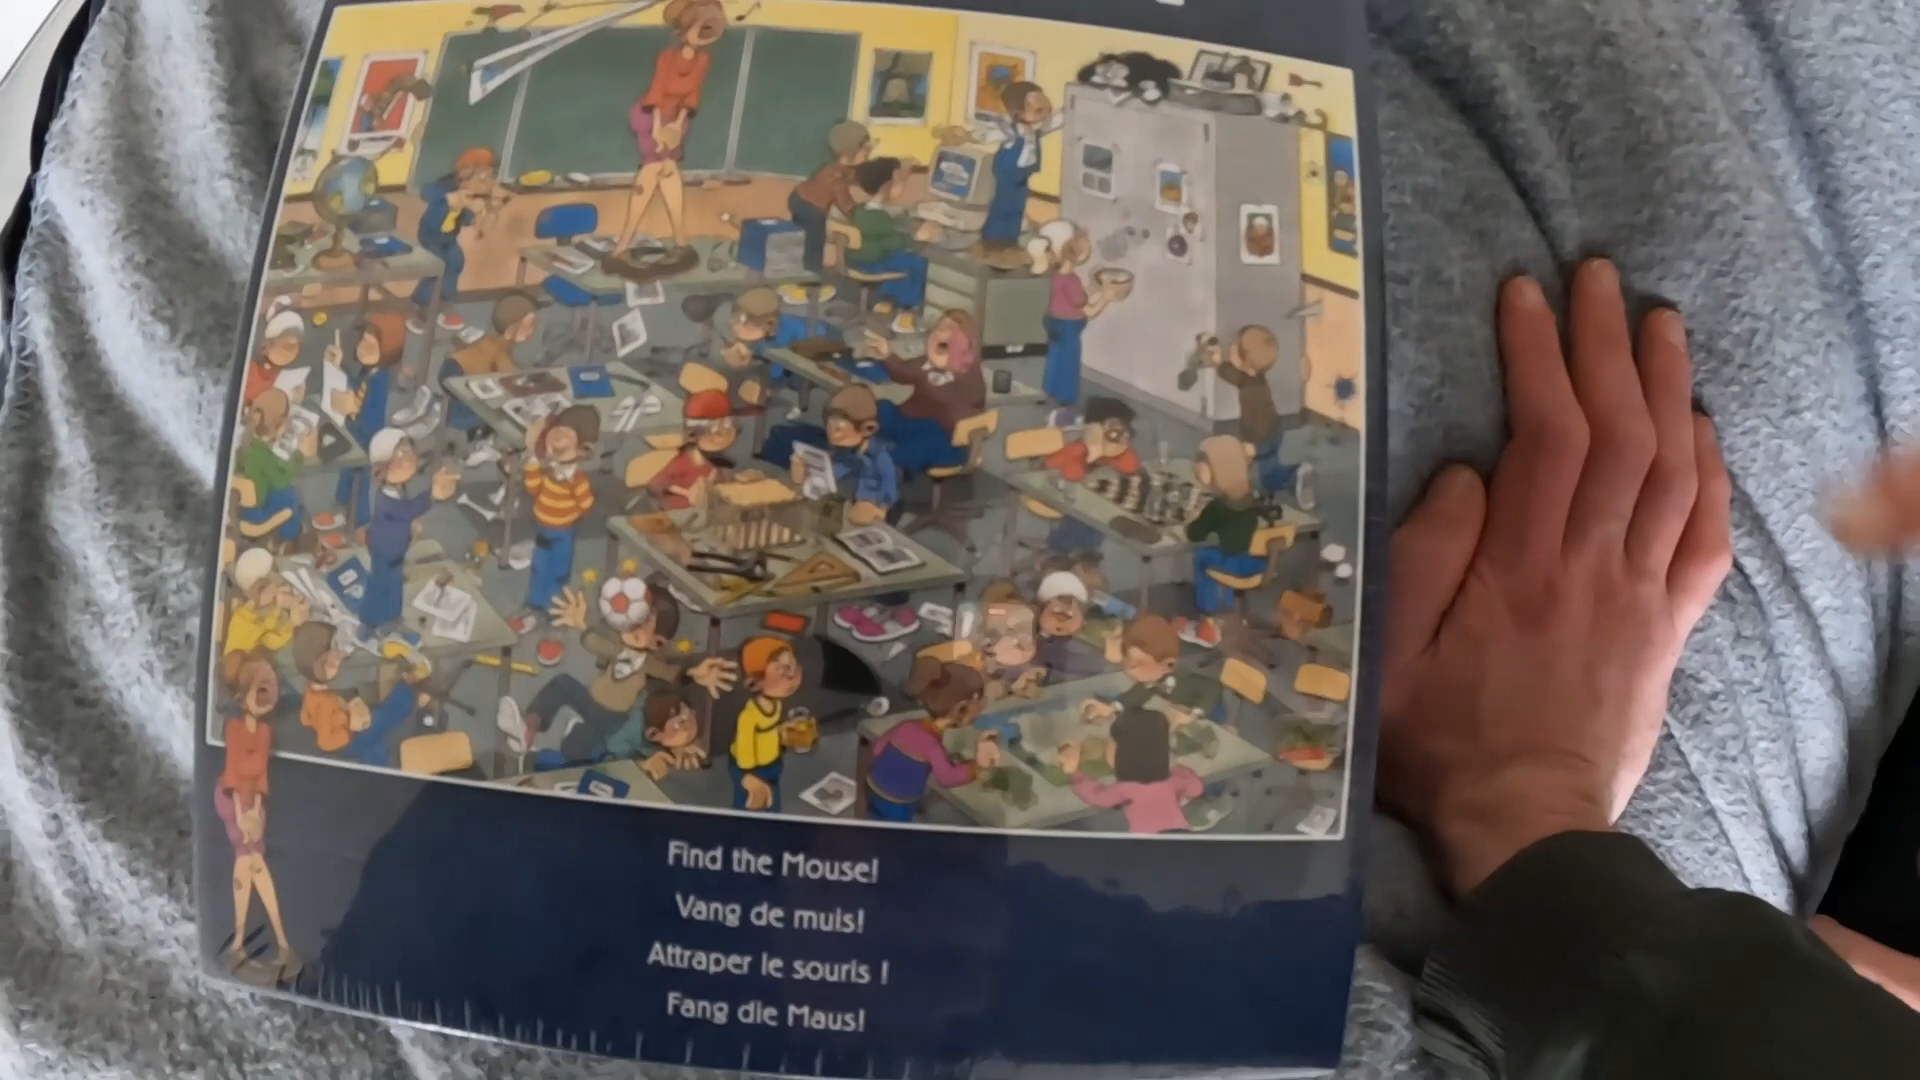 Find the Mouse!
Vang de muis!
Attraper le souris !
Fang die Maus!